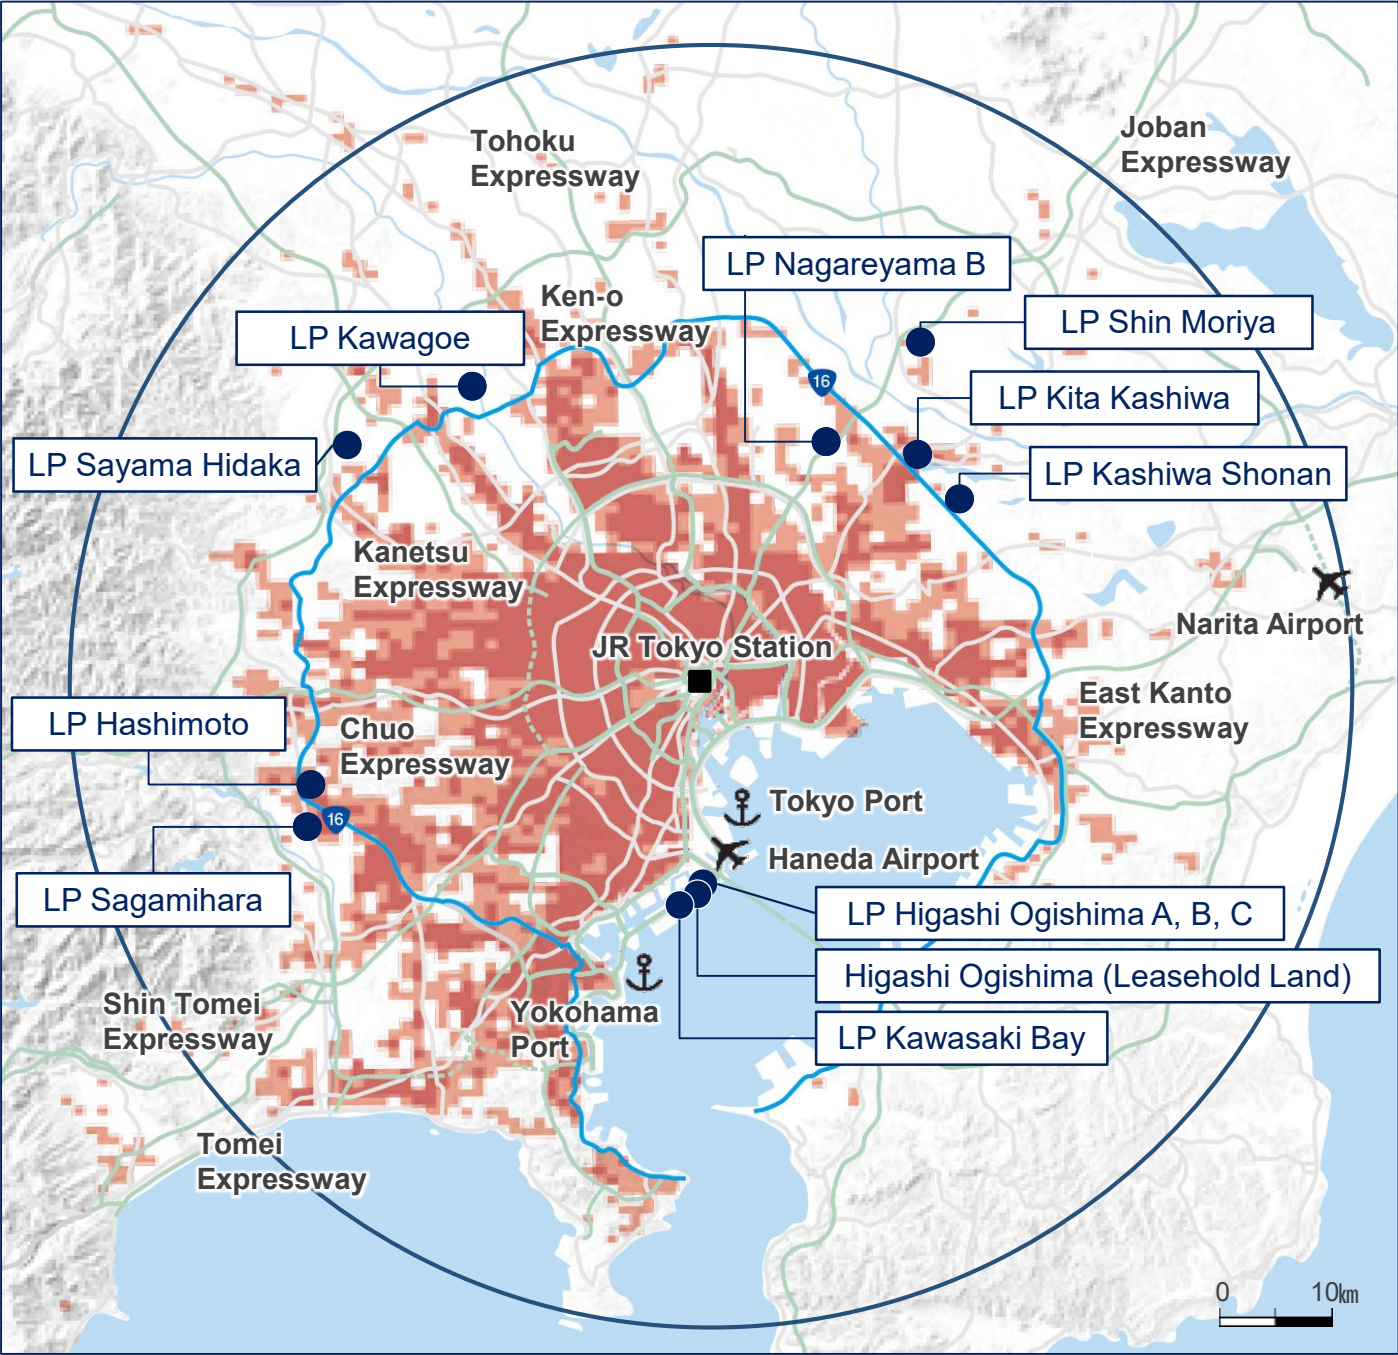 Tohoku
Expressway
Joban
Expressway
LP Nagareyama B
Ken-o
Expressway
LP Kawagoe
LP Shin Moriya
16
LP Kita Kashiwa
LP Sayama Hidaka
LP Kashiwa Shonan
Kanetsu
Expressway
Narita Airport
JR Tokyo Station
East Kanto
Expressway
LP Hashimoto
Chuo
Expressway
16
Tokyo Port
Haneda Airport
LP Sagamihara
LP Higashi Ogishima A, B, C
Higashi Ogishima (Leasehold Land)
Shin Tomei
Expressway
Yokohama
Port
LP Kawasaki Bay
Tomei
Expressway
0 10km